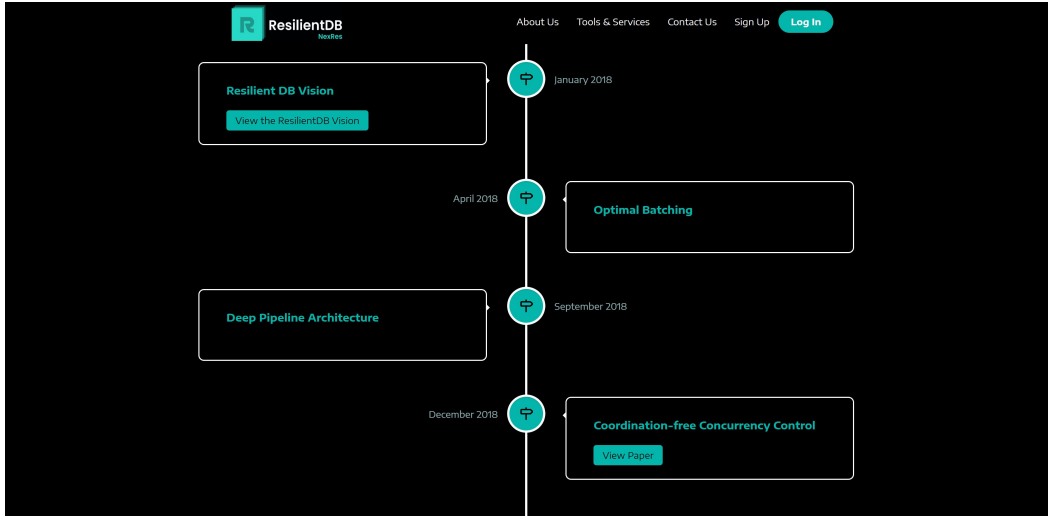 ResilientDB
NexRes
About Us Tools & Services Contact Us Sign Up Log In
Resilient DB Vision
View the ResilientDB Vision
January 2018
April 2018
Optimal Batching
Deep Pipeline Architecture
September 2018
December 2018
Coordination-free Concurrency Control
View Paper